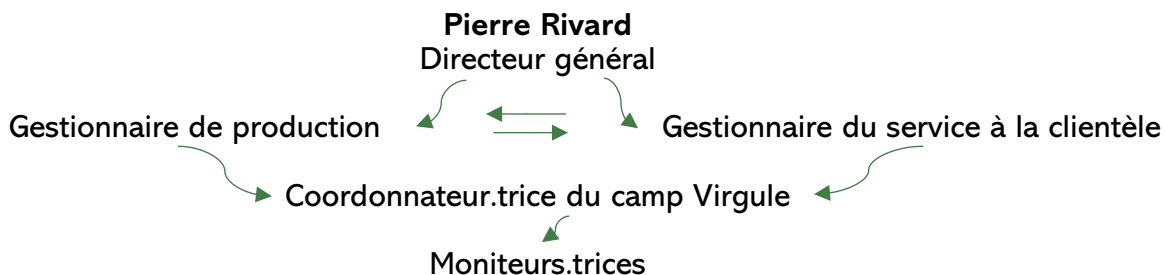 Pierre Rivard
Directeur général
Gestionnaire de production
Gestionnaire du service à la clientèle
Coordonnateur.trice du camp Virgule
Moniteurs.trices